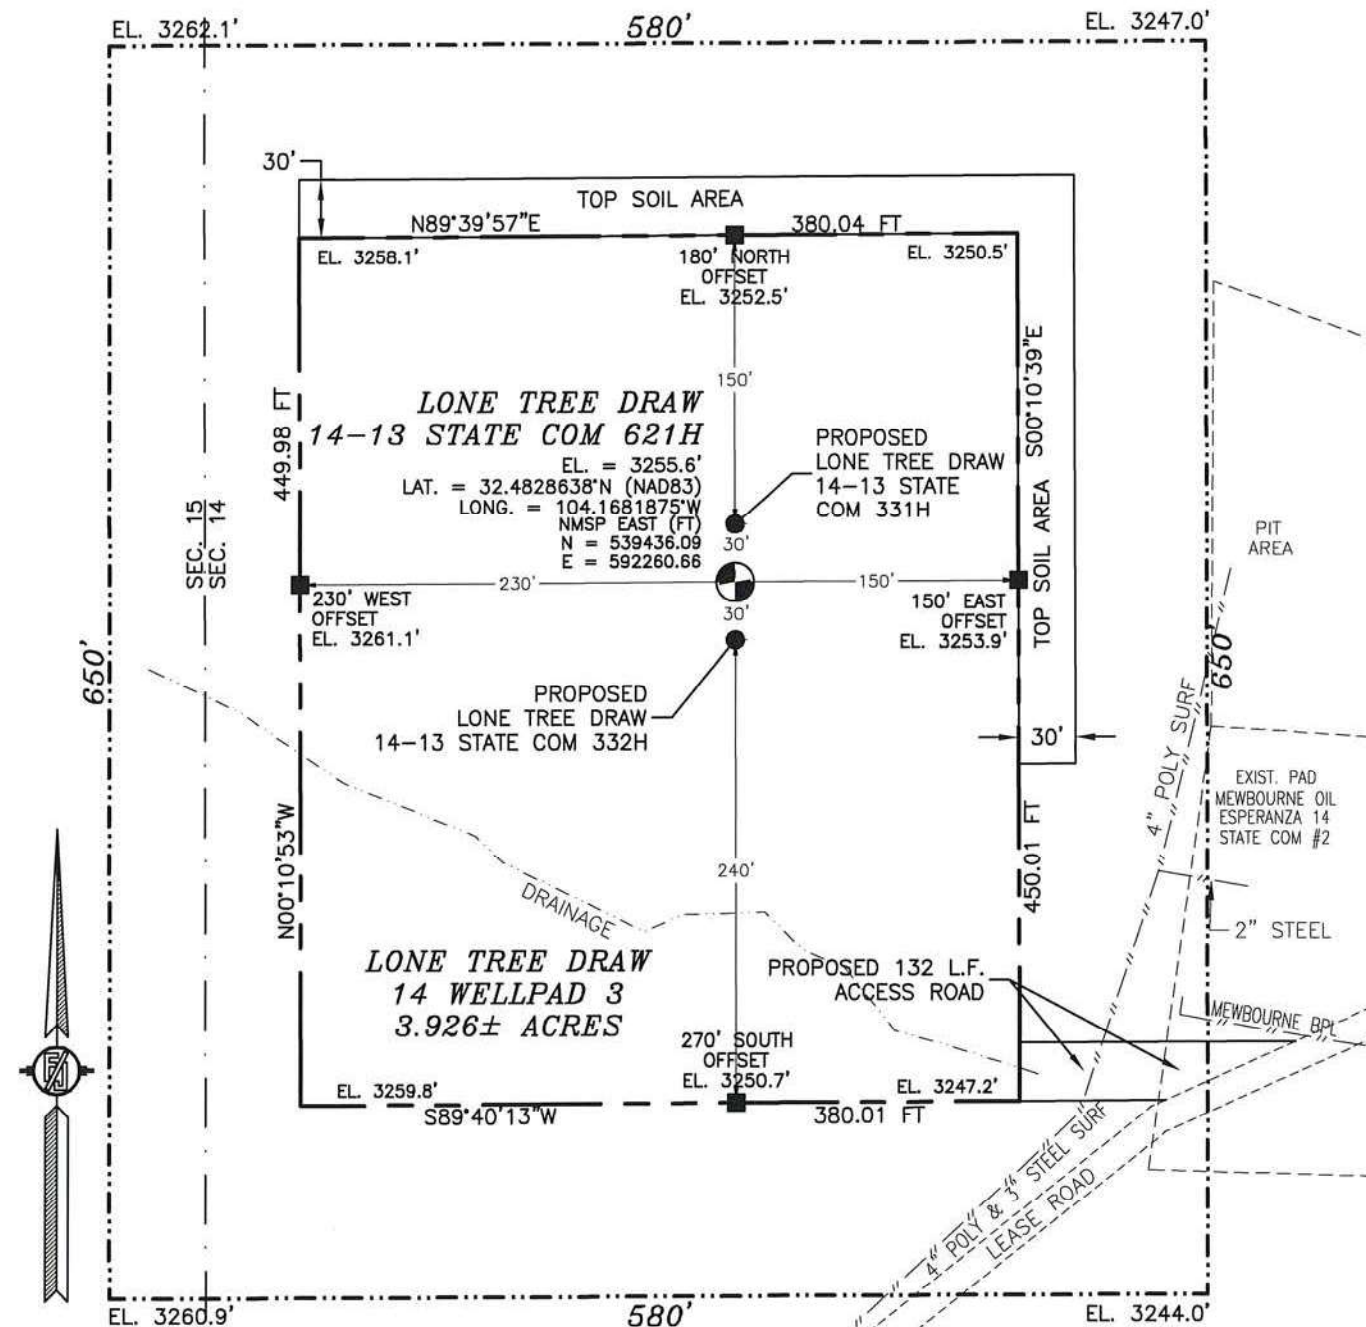 EL. 3262.1'
580'
EL. 3247.0'
30'
TOP SOIL AREA
N89°39'57"E
380.04 FT
EL. 3258.1'
180' NORTH
OFFSET
EL. 3252.5'
EL. 3250.5'
150'
S00°10'39"E
449.98 FT
LONE TREE DRAW
14-13 STATE COM 621H
EL. = 3255.6'
LAT. = 32.4828638°N (NAD83)
LONG. = 104.1681875°W
NMSP EAST (FT)
N = 539436.09
E = 592260.66
PROPOSED
LONE TREE DRAW
14-13 STATE
COM 331H
30'
SEC. 15
SEC. 14
PIT
AREA
230'
150'
230' WEST
OFFSET
EL. 3261.1'
30'
150' EAST
OFFSET
EL. 3253.9'
TOP SOIL AREA
650'
650'
PROPOSED
LONE TREE DRAW
14-13 STATE COM 332H
30'
4" POLY SURF
EXIST. PAD
MEWBOURNE OIL
ESPERANZA 14
STATE COM #2
N00°10'53"W
240'
450.01 FT
DRAINAGE
2" STEEL
LONE TREE DRAW
14 WELLPAD 3
3.926± ACRES
PROPOSED 132 L.F.
ACCESS ROAD
MEWBOURNE BPL
270' SOUTH
OFFSET
EL. 3250.7'
EL. 3259.8'
EL. 3247.2'
S89°40'13"W
380.01 FT
4" POLY & 3" STEEL SURF
LEASE ROAD
EL. 3260.9'
580'
EL. 3244.0'